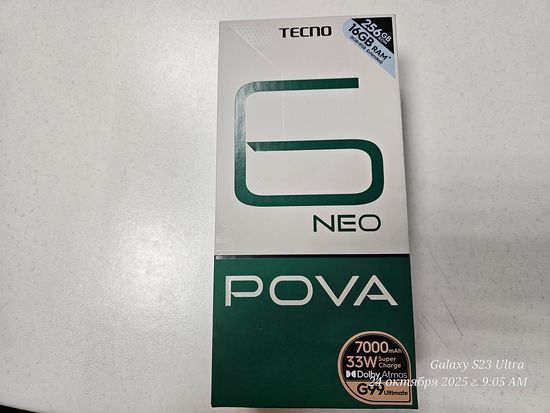 TECNO
256GB
16GB RAM*
6
NEO
POVA
7000mAh
33W Super
Charge
Dolby Atmos
G99 Ultimate
Galaxy S23 Ultra
24 октября 2025 г. 9:05 AM